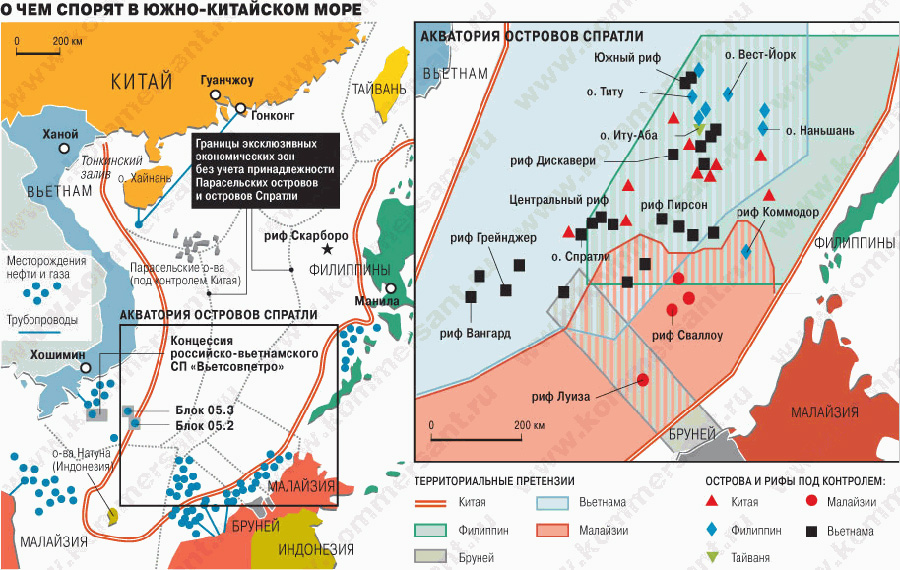 О ЧЕМ СПОРЯТ В ЮЖНО-КИТАЙСКОМ МОРЕ
0 200 км
КИТАЙ
Гуанчжоу
Гонконг
ТАЙВАНЬ
Ханой
Тонкинский
залив
о. Хайнань
ВЬЕТНАМ
Границы эксклюзивных
экономических зон
без учета принадлежности
Парасельских островов
и островов Спратли
риф Скарборо
ФИЛИППИНЫ
Манила
Парасельские о-ва
(под контролем Китая)
Месторождения
нефти и газа
Трубопроводы
Хошимин
АКВАТОРИЯ ОСТРОВОВ СПРАТЛИ
Концессия
российско-вьетнамского
СП «Вьетсовпетро»
Блок 05.3
Блок 05.2
о-ва Натуна
(Индонезия)
МАЛАЙЗИЯ
БРУНЕЙ
МАЛАЙЗИЯ
ИНДОНЕЗИЯ
АКВАТОРИЯ ОСТРОВОВ СПРАТЛИ
ВЬЕТНАМ
Южный риф
о. Вест-Йорк
о. Титу
о. Иту-Аба
о. Наньшань
риф Дискавери
Центральный риф
риф Пирсон
риф Коммодор
риф Грейнджер
о. Спратли
ФИЛИППИНЫ
риф Вангард
риф Сваллоу
риф Луиза
МАЛАЙЗИЯ
БРУНЕЙ
0 200 км
ТЕРРИТОРИАЛЬНЫЕ ПРЕТЕНЗИИ
Китая
Вьетнама
Филиппин
Малайзии
Бруней
ОСТРОВА И РИФЫ ПОД КОНТРОЛЕМ:
Китая
Малайзии
Филиппин
Вьетнама
Тайваня
www.kommersant.ru